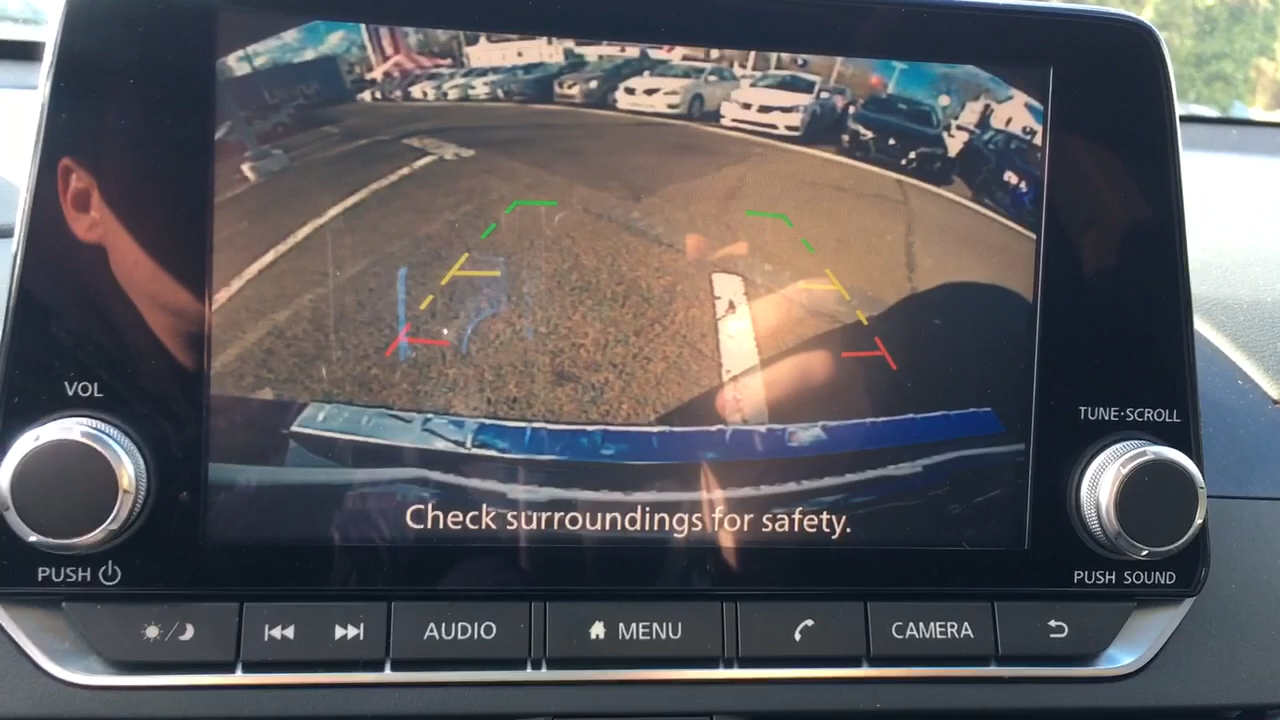 VOL
TUNE·SCROLL
Check surroundings for safety.
PUSH
PUSH SOUND
AUDIO
MENU
CAMERA